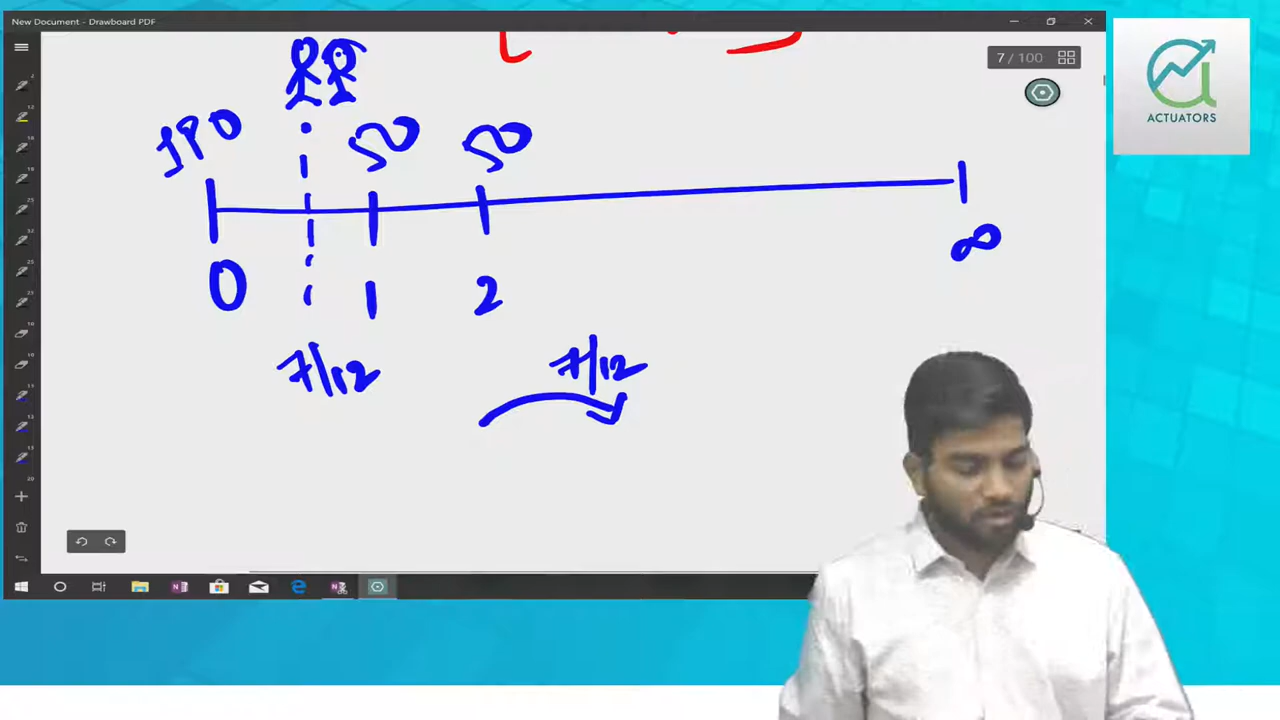 New Document - Drawboard PDF
7 / 100
ACTUATORS
IPO 50 50
0 1 2 ∞
7/12 7/12